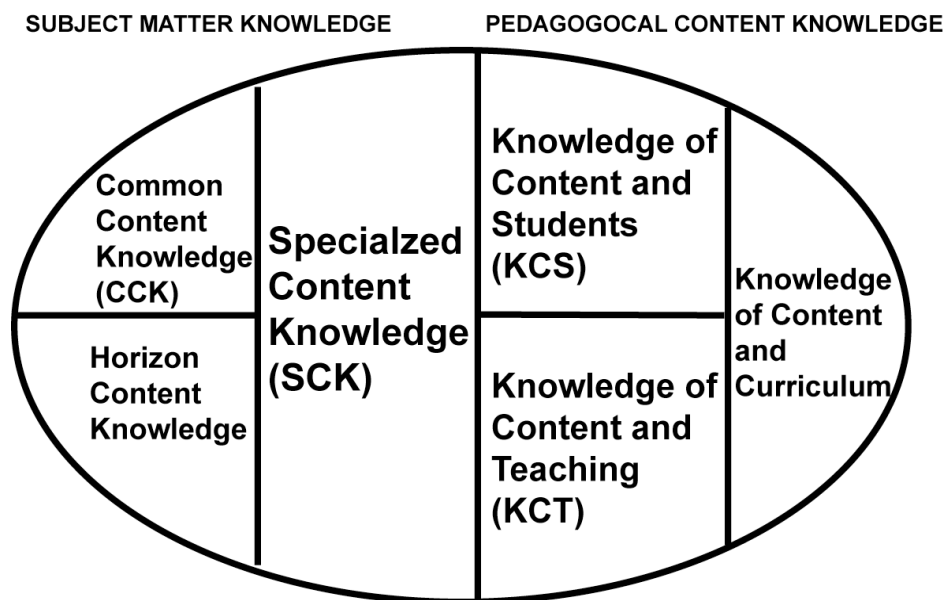 SUBJECT MATTER KNOWLEDGE
PEDAGOGOCAL CONTENT KNOWLEDGE
Common
Content
Knowledge
(CCK)
Horizon
Content
Knowledge
Specialzed
Content
Knowledge
(SCK)
Knowledge of
Content and
Students
(KCS)
Knowledge of
Content and
Teaching
(KCT)
Knowledge
of Content
and
Curriculum